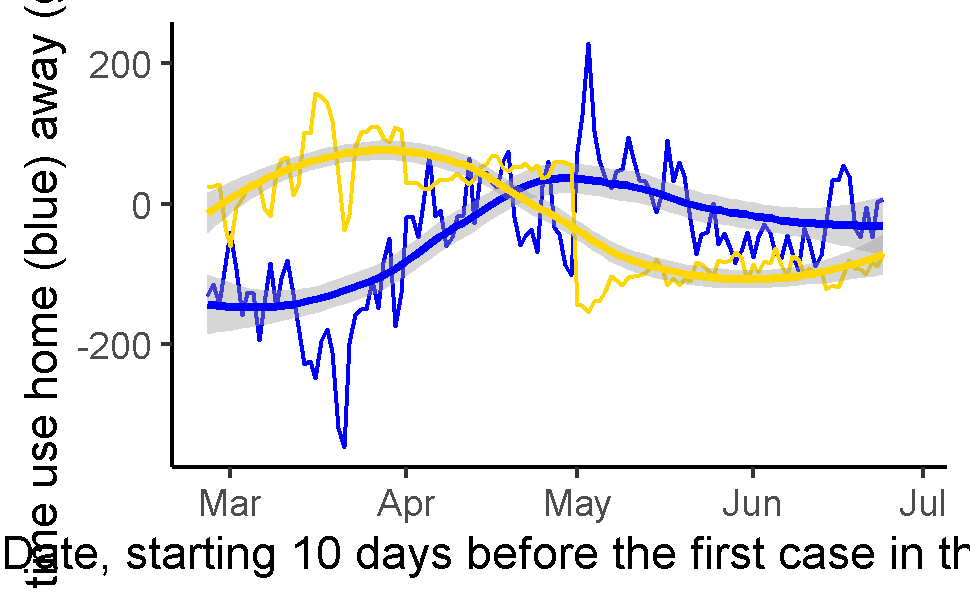 time use home (blue) away (
200
0
-200
Mar Apr May Jun Jul
Date, starting 10 days before the first case in th